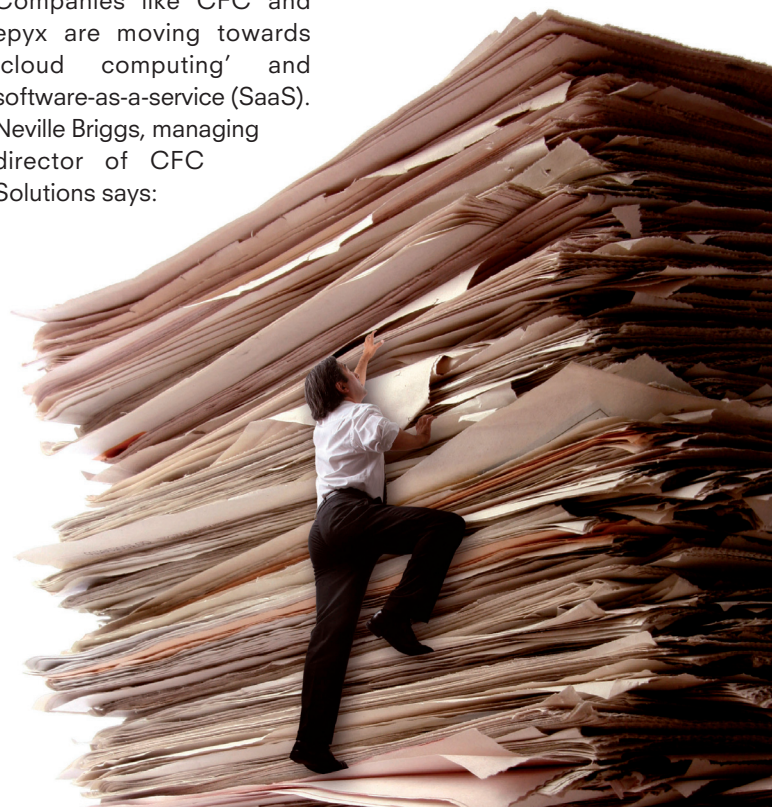 Companies like CFC and
epyx are moving towards
cloud computing’ and
software-as-a-service (SaaS).
Neville Briggs, managing
director of CFC
Solutions says: